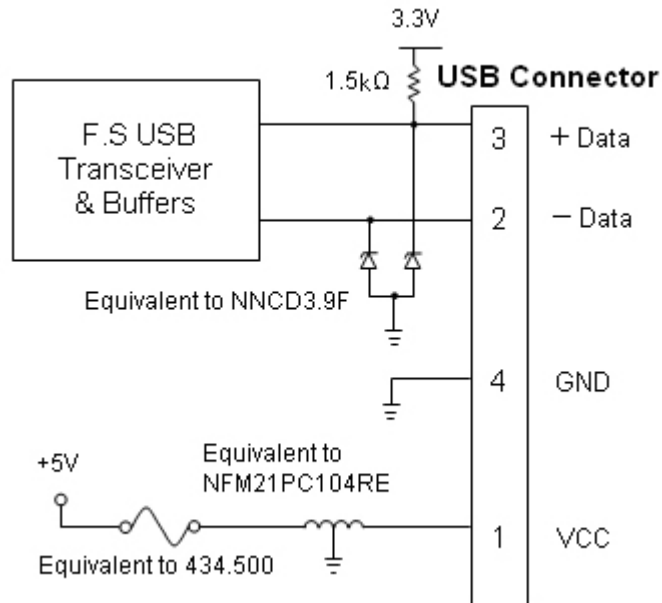 3.3V
1.5kΩ
USB Connector
F.S USB
Transceiver
& Buffers
3
+ Data
2
− Data
Equivalent to NNCD3.9F
4
GND
Equivalent to
NFM21PC104RE
+5V
1
VCC
Equivalent to 434.500